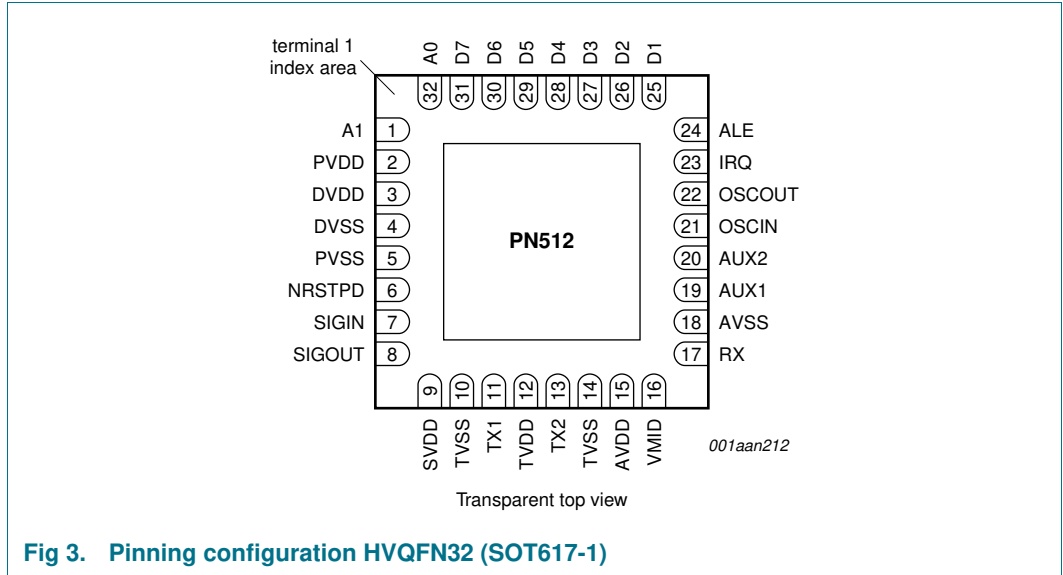 terminal 1
index area
A0 D7 D6 D5 D4 D3 D2 D1
32 31 30 29 28 27 26 25
A1 1 24 ALE
PVDD 2 23 IRQ
DVDD 3 22 OSCOUT
DVSS 4 21 OSCIN
PN512
PVSS 5 20 AUX2
NRSTPD 6 19 AUX1
SIGIN 7 18 AVSS
SIGOUT 8 17 RX
9 10 11 12 13 14 15 16
SVDD TVSS TX1 TVDD TX2 TVSS AVDD VMID
001aan212
Transparent top view
Fig 3. Pinning configuration HVQFN32 (SOT617-1)